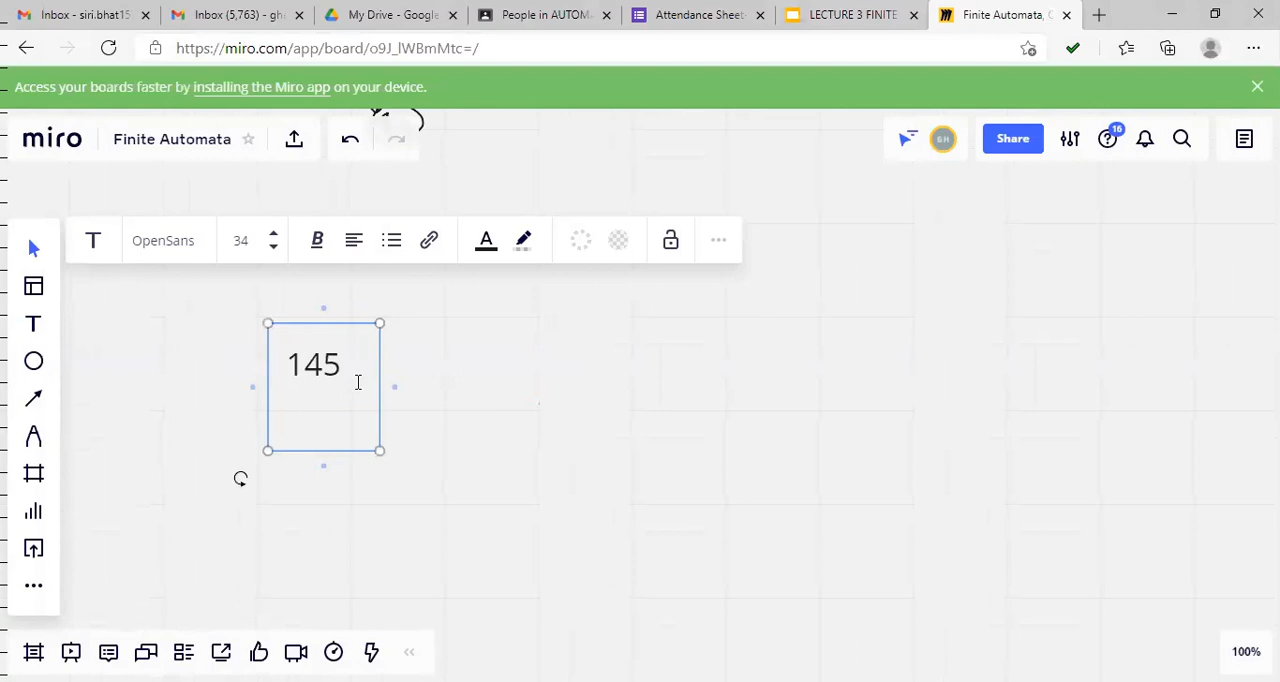 Inbox - siri.bhat15
Inbox (5,763) - ghe
My Drive - Google
People in AUTOM
Attendance Sheet-
LECTURE 3 FINITE
Finite Automata, C
https://miro.com/app/board/o9J_lWBmMtc=/
Access your boards faster by installing the Miro app on your device.
miro
Finite Automata
GH
Share
16
T
OpenSans
34
B
A
T
145
100%